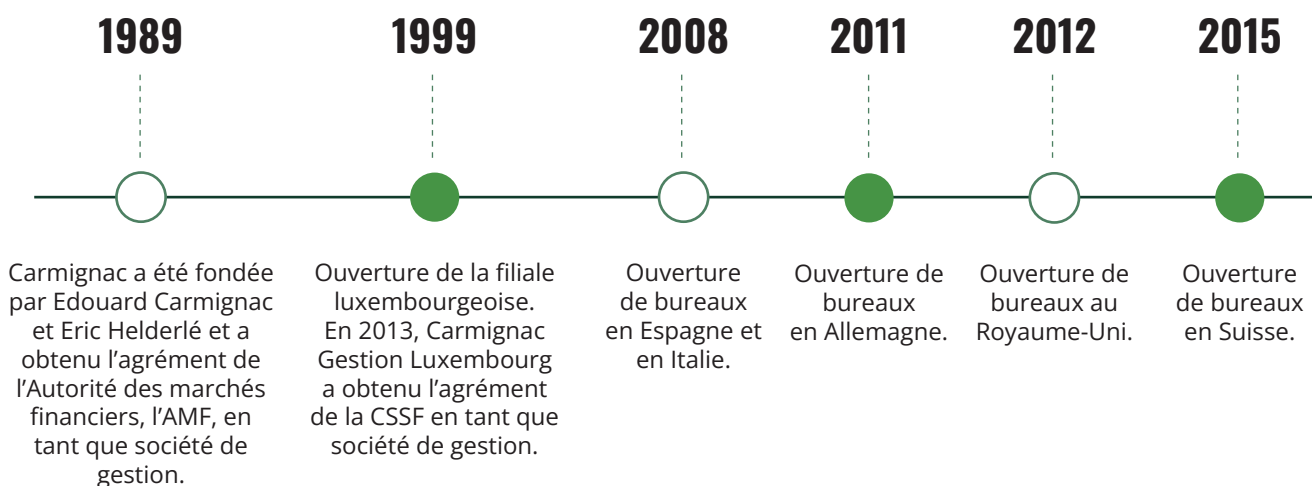 1989
Carmignac a été fondée
par Edouard Carmignac
et Eric Helderlé et a
obtenu l’agrément de
l’Autorité des marchés
financiers, l’AMF, en
tant que société de
gestion.
1999
Ouverture de la filiale
luxembourgeoise.
En 2013, Carmignac
Gestion Luxembourg
a obtenu l’agrément
de la CSSF en tant que
société de gestion.
2008
Ouverture
de bureaux
en Espagne et
en Italie.
2011
Ouverture de
bureaux
en Allemagne.
2012
Ouverture de
bureaux au
Royaume-Uni.
2015
Ouverture
de bureaux
en Suisse.